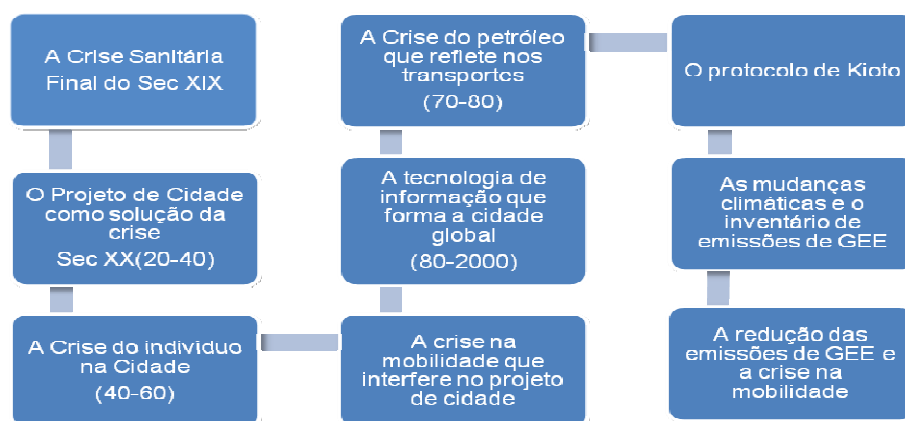 A Crise Sanitária
Final do Sec XIX
O Projeto de Cidade
como solução da
crise
Sec XX(20-40)
A Crise do indivíduo
na Cidade
(40-60)
A crise na
mobilidade que
interfere no projeto
de cidade
A tecnologia de
informação que
forma a cidade
global
(80-2000)
A Crise do petróleo
que reflete nos
transportes
(70-80)
O protocolo de Kioto
As mudanças
climáticas e o
inventário de
emissões de GEE
A redução das
emissões de GEE e
a crise na
mobilidade